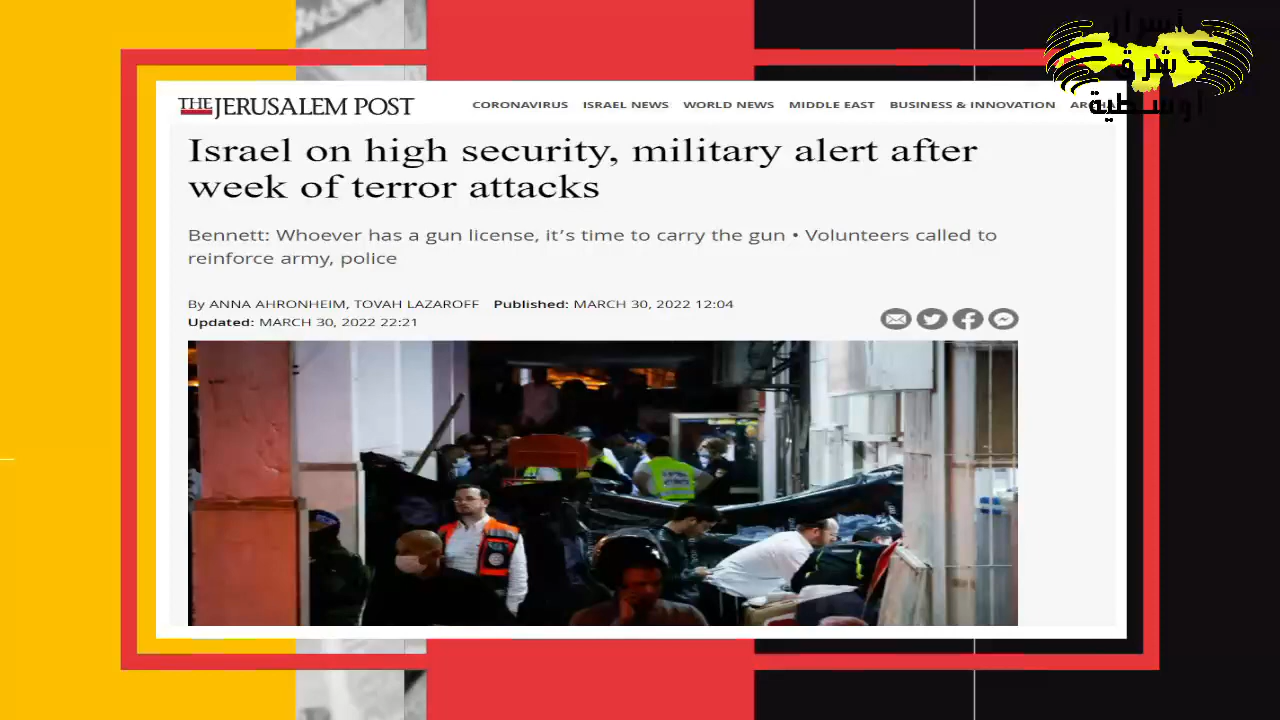 أسرار
شرق
أوسطية
THE JERUSALEM POST
CORONAVIRUS ISRAEL NEWS WORLD NEWS MIDDLE EAST BUSINESS & INNOVATION
Israel on high security, military alert after
week of terror attacks
Bennett: Whoever has a gun license, it's time to carry the gun • Volunteers called to
reinforce army, police
By ANNA AHRONHEIM, TOVAH LAZAROFF Published: MARCH 30, 2022 12:04
Updated: MARCH 30, 2022 22:21